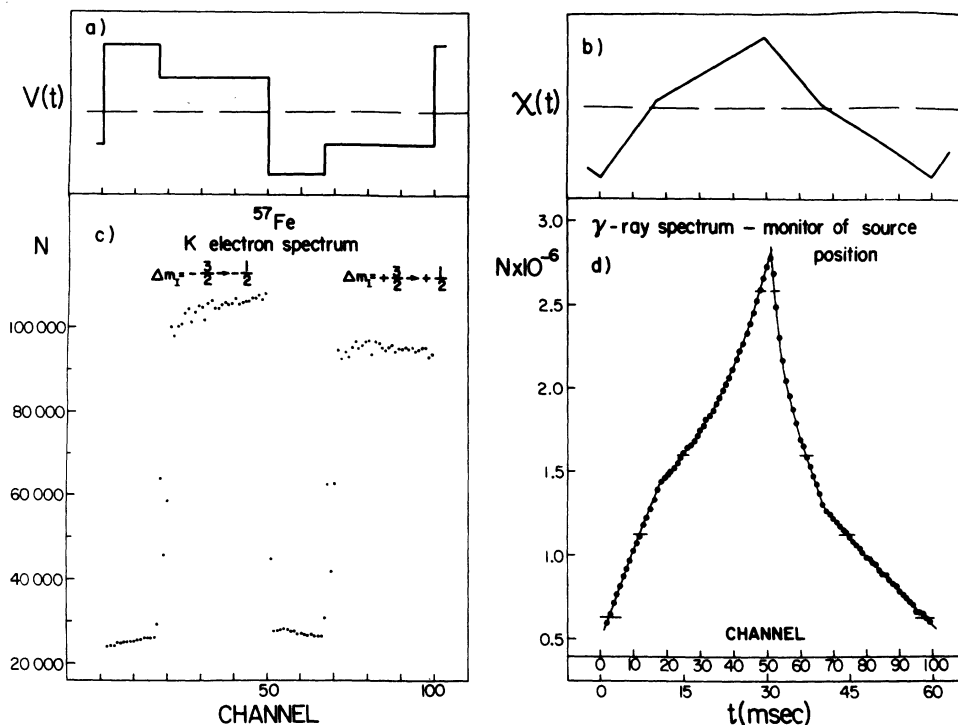 a)
V(t)
b)
χ(t)
c)
⁵⁷Fe
K electron spectrum
N
Δm_I = -3/2 → -1/2
Δm_I = +3/2 → +1/2
100 000
80 000
60 000
40 000
20 000
50
100
CHANNEL
γ-ray spectrum – monitor of source
position
d)
N×10⁻⁶
3.0
2.5
2.0
1.5
1.0
0.5
CHANNEL
0 10 20 30 40 50 60 70 80 90 100
0 15 30 45 60
t(msec)